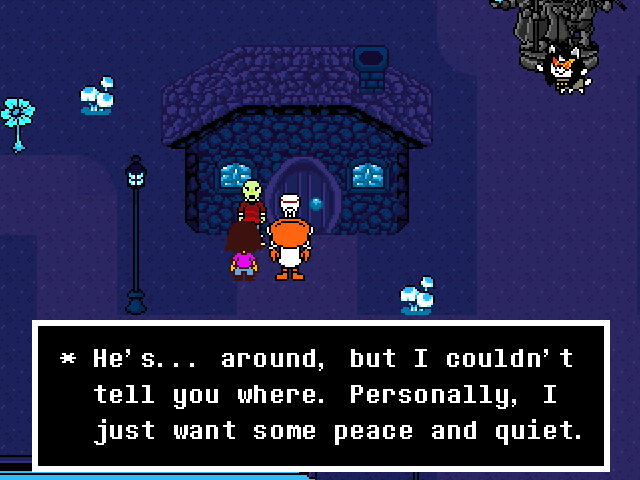 * He's... around, but I couldn't
tell you where. Personally, I
just want some peace and quiet.